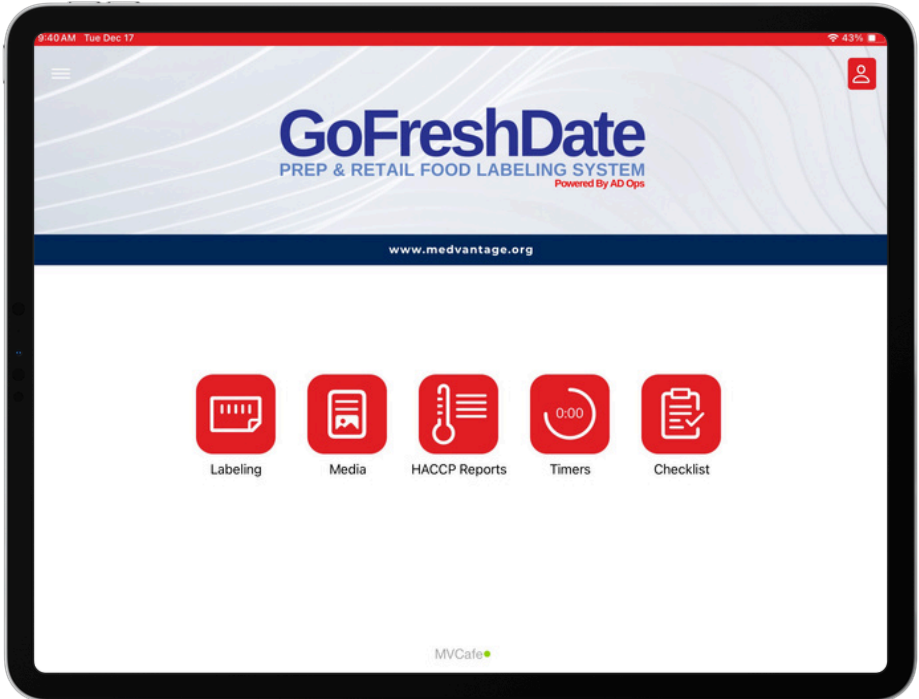 9:40 AM Tue Dec 17
43%
GoFreshDate
PREP & RETAIL FOOD LABELING SYSTEM
Powered By AD Ops
www.medvantage.org
0:00
Labeling
Media
HACCP Reports
Timers
Checklist
MVCafe